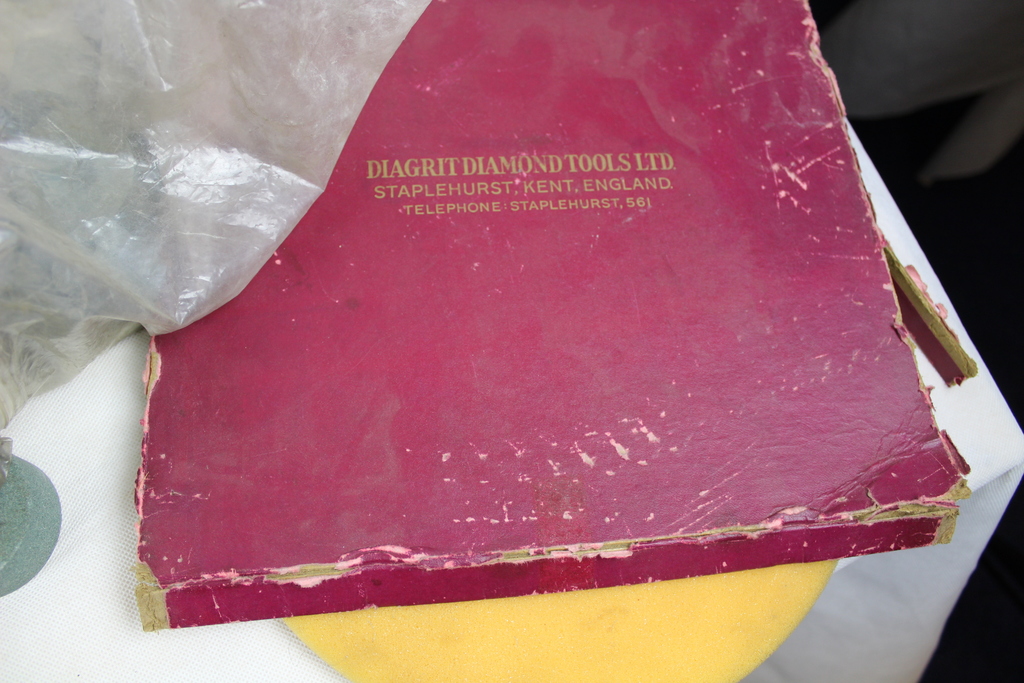 DIAGRIT DIAMOND TOOLS LTD.
STAPLEHURST, KENT, ENGLAND.
TELEPHONE: STAPLEHURST, 561